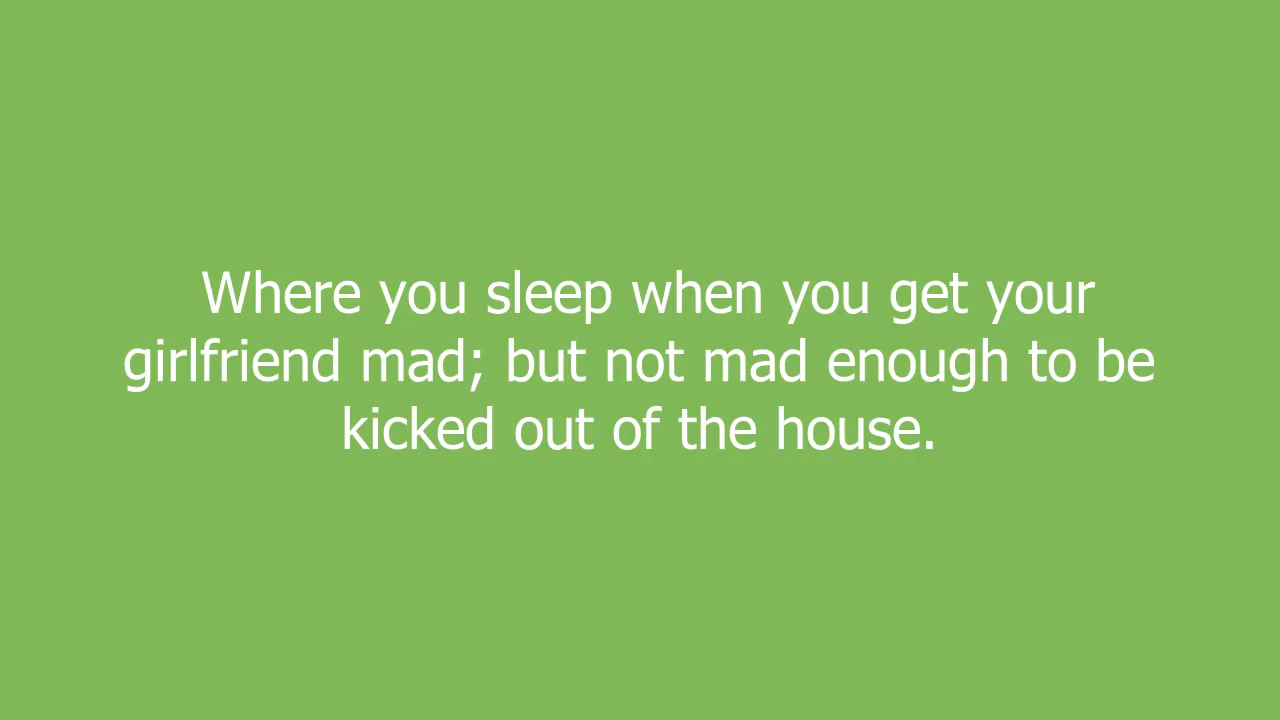 Where you sleep when you get your
girlfriend mad; but not mad enough to be
kicked out of the house.